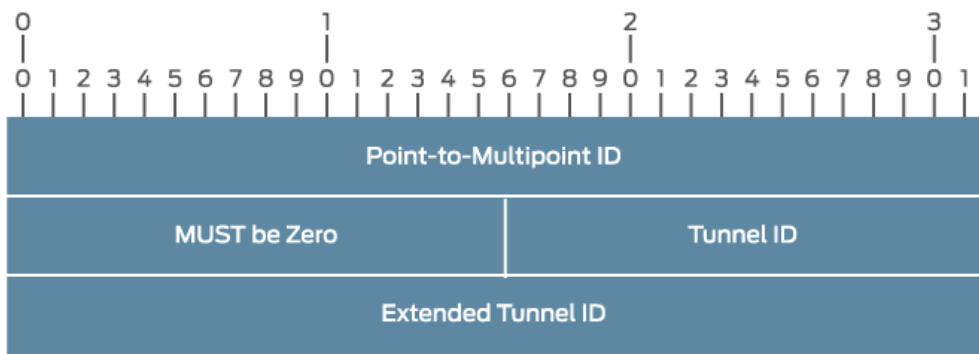 0 1 2 3
0 1 2 3 4 5 6 7 8 9 0 1 2 3 4 5 6 7 8 9 0 1 2 3 4 5 6 7 8 9 0 1
Point-to-Multipoint ID
MUST be Zero Tunnel ID
Extended Tunnel ID